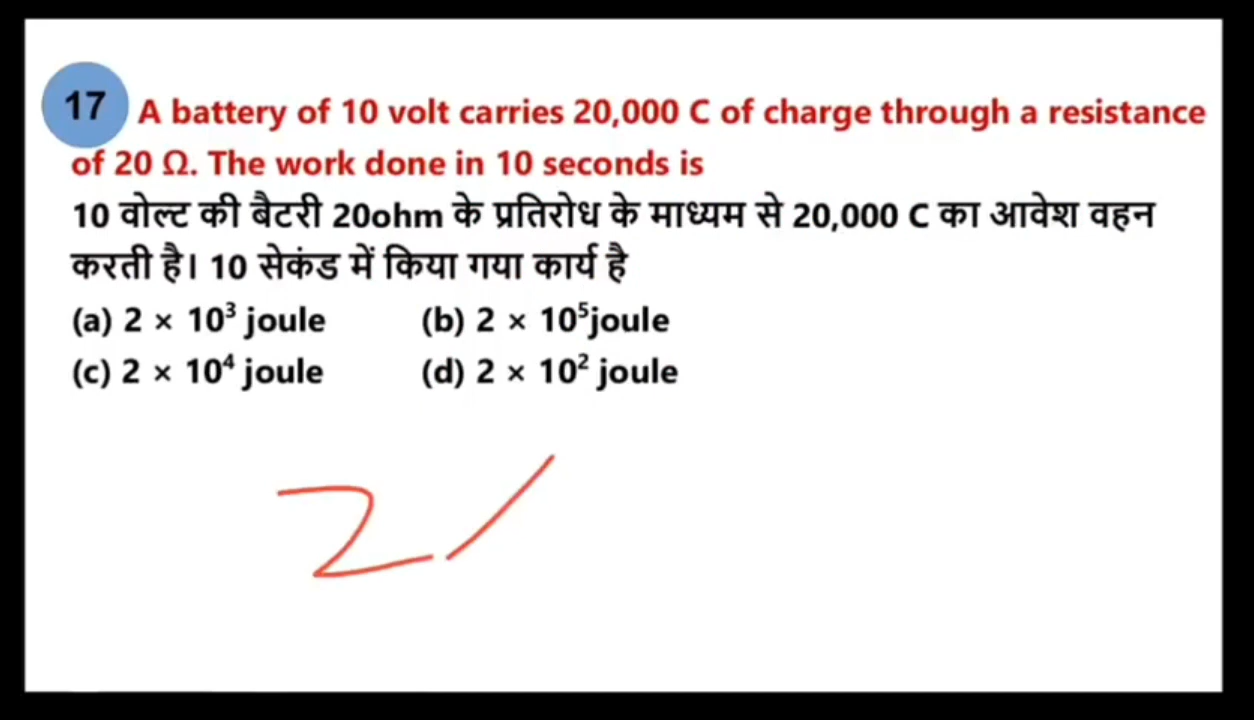 17 A battery of 10 volt carries 20,000 C of charge through a resistance
of 20 Ω. The work done in 10 seconds is
10 वोल्ट की बैटरी 20ohm के प्रतिरोध के माध्यम से 20,000 C का आवेश वहन
करती है। 10 सेकंड में किया गया कार्य है
(a) 2 × 10³ joule (b) 2 × 10⁵joule
(c) 2 × 10⁴ joule (d) 2 × 10² joule
2